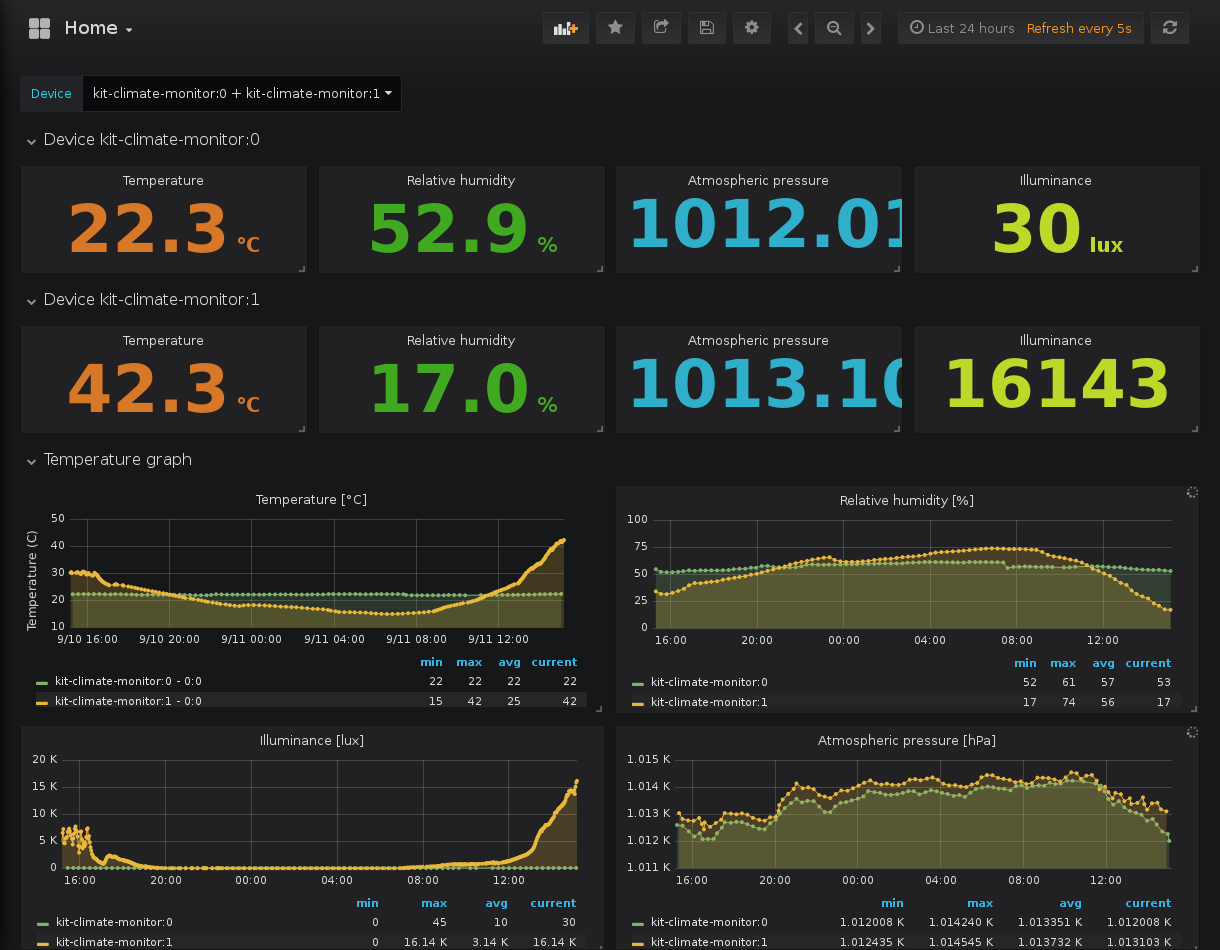 Home
Last 24 hours Refresh every 5s
Device kit-climate-monitor:0 + kit-climate-monitor:1
Device kit-climate-monitor:0
Temperature Relative humidity Atmospheric pressure Illuminance
22.3 °C 52.9 % 1012.01 30 lux
Device kit-climate-monitor:1
Temperature Relative humidity Atmospheric pressure Illuminance
42.3 °C 17.0 % 1013.10 16143
Temperature graph
Temperature [°C]
Temperature (C)
50
40
30
20
10
9/10 16:00 9/10 20:00 9/11 00:00 9/11 04:00 9/11 08:00 9/11 12:00
min max avg current
kit-climate-monitor:0 - 0:0 22 22 22 22
kit-climate-monitor:1 - 0:0 15 42 25 42
Relative humidity [%]
100
75
50
25
0
16:00 20:00 00:00 04:00 08:00 12:00
min max avg current
kit-climate-monitor:0 52 61 57 53
kit-climate-monitor:1 17 74 56 17
Illuminance [lux]
20 K
15 K
10 K
5 K
0
16:00 20:00 00:00 04:00 08:00 12:00
min max avg current
kit-climate-monitor:0 0 45 10 30
kit-climate-monitor:1 0 16.14 K 3.14 K 16.14 K
Atmospheric pressure [hPa]
1.015 K
1.014 K
1.013 K
1.012 K
1.011 K
16:00 20:00 00:00 04:00 08:00 12:00
min max avg current
kit-climate-monitor:0 1.012008 K 1.014240 K 1.013351 K 1.012008 K
kit-climate-monitor:1 1.012435 K 1.014545 K 1.013732 K 1.013103 K